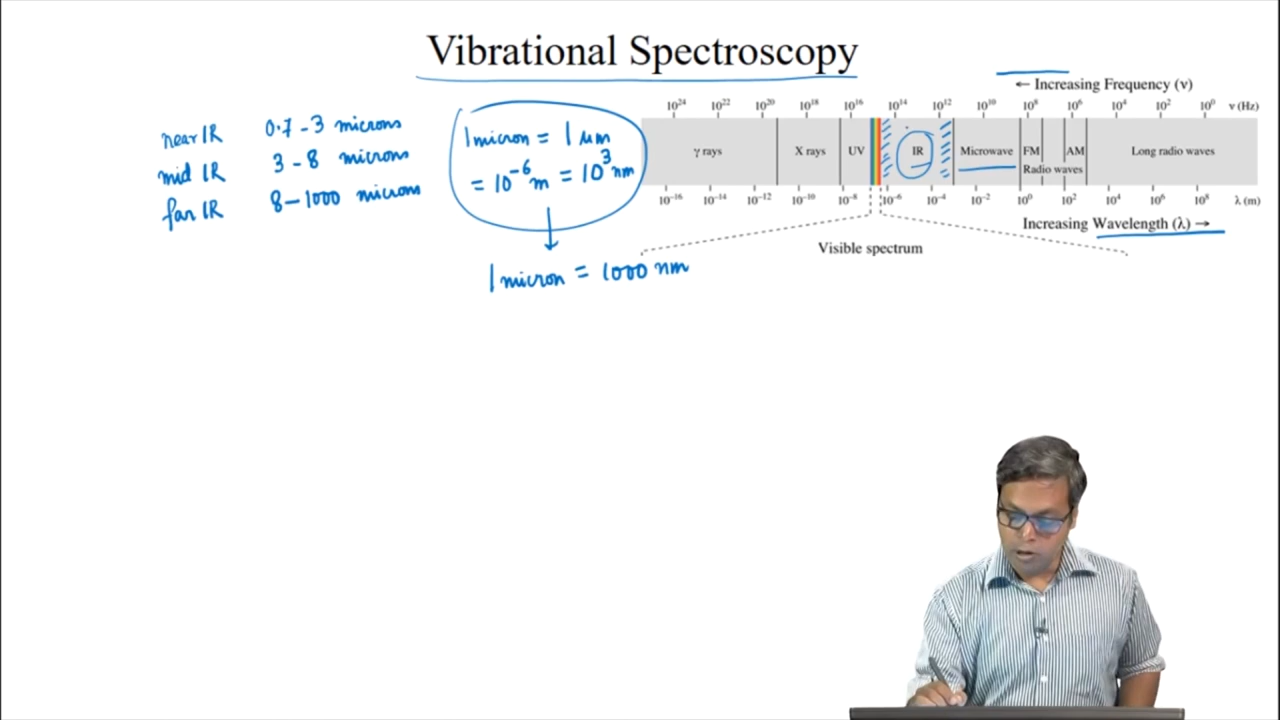 Vibrational Spectroscopy
near IR 0.7 - 3 microns
mid IR 3 - 8 microns
far IR 8 - 1000 microns
1 micron = 1 μm
= 10⁻⁶ m = 10³ nm
1 micron = 1000 nm
← Increasing Frequency (ν)
10²⁴ 10²² 10²⁰ 10¹⁸ 10¹⁶ 10¹⁴ 10¹² 10¹⁰ 10⁸ 10⁶ 10⁴ 10² 10⁰ ν (Hz)
γ rays X rays UV IR Microwave FM AM Long radio waves
Radio waves
10⁻¹⁶ 10⁻¹⁴ 10⁻¹² 10⁻¹⁰ 10⁻⁸ 10⁻⁶ 10⁻⁴ 10⁻² 10⁰ 10² 10⁴ 10⁶ 10⁸ λ (m)
Increasing Wavelength (λ) →
Visible spectrum